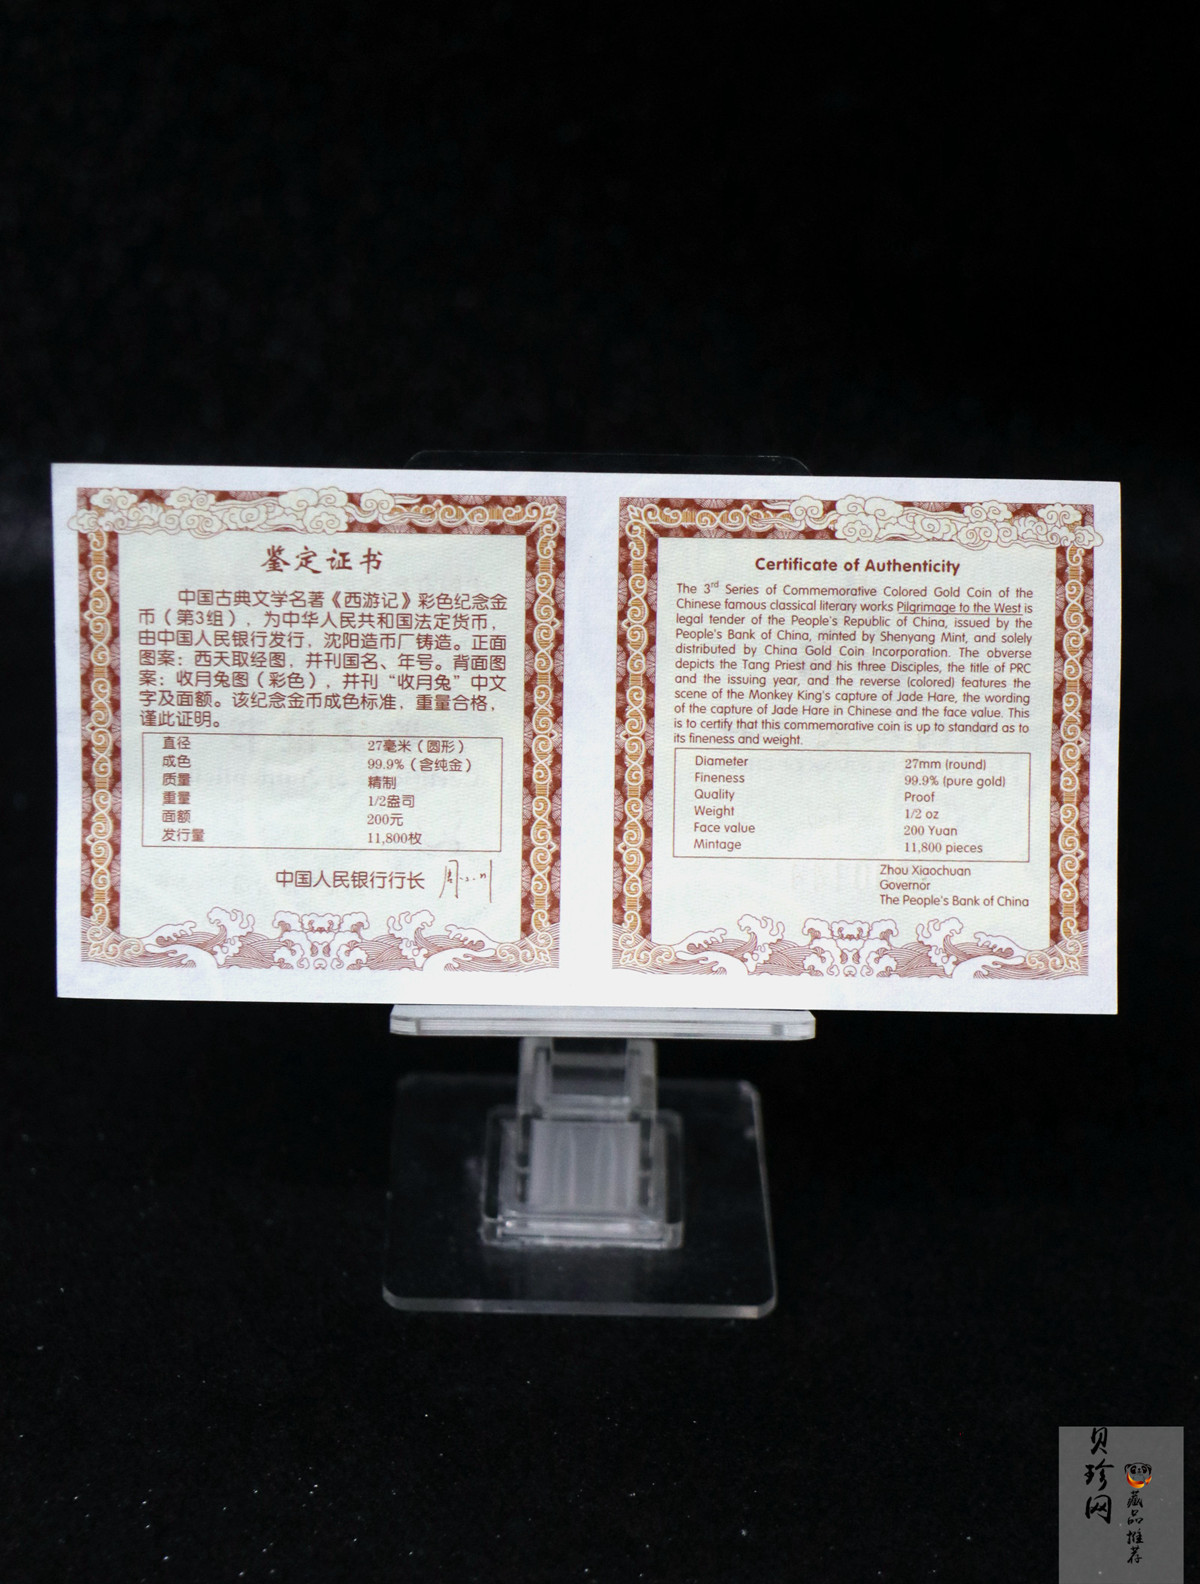 鉴定证书
中国古典文学名著《西游记》彩色纪念金
币（第3组），为中华人民共和国法定货币，
由中国人民银行发行，沈阳造币厂铸造。正面
图案：西天取经图，并刊国名、年号。背面图
案：收月兔图（彩色），并刊“收月兔”中文
字及面额。该纪念金币成色标准，重量合格，
谨此证明。
直径 27毫米（圆形）
成色 99.9%（含纯金）
质量 精制
重量 1/2盎司
面额 200元
发行量 11,800枚
中国人民银行行长
Certificate of Authenticity
The 3rd Series of Commemorative Colored Gold Coin of the
Chinese famous classical literary works Pilgrimage to the West is
legal tender of the People's Republic of China, issued by the
People's Bank of China, minted by Shenyang Mint, and solely
distributed by China Gold Coin Incorporation. The obverse
depicts the Tang Priest and his three Disciples, the title of PRC
and the issuing year, and the reverse (colored) features the
scene of the Monkey King's capture of Jade Hare, the wording
of the capture of Jade Hare in Chinese and the face value. This
is to certify that this commemorative coin is up to standard as to
its fineness and weight.
Diameter 27mm (round)
Fineness 99.9% (pure gold)
Quality Proof
Weight 1/2 oz
Face value 200 Yuan
Mintage 11,800 pieces
Zhou Xiaochuan
Governor
The People's Bank of China
贝珍网
藏品推荐